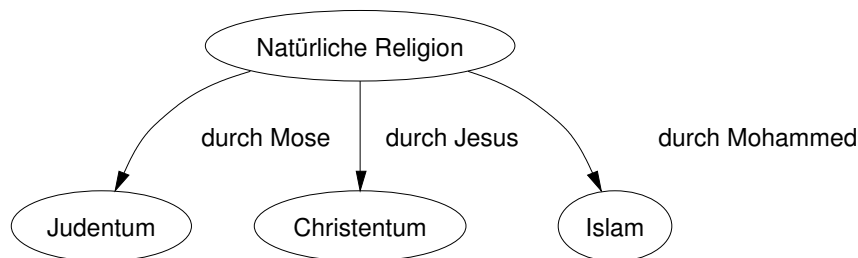 Natürliche Religion
durch Mose
durch Jesus
durch Mohammed
Judentum
Christentum
Islam